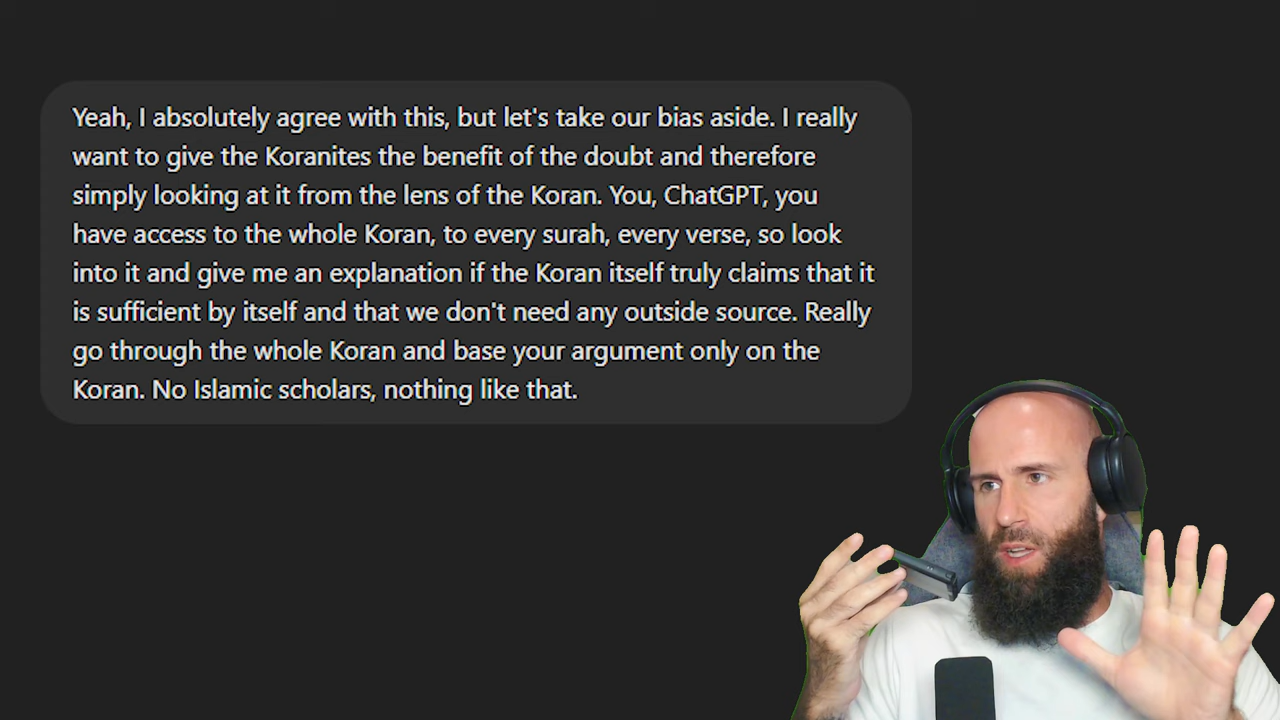 Yeah, I absolutely agree with this, but let's take our bias aside. I really
want to give the Koranites the benefit of the doubt and therefore
simply looking at it from the lens of the Koran. You, ChatGPT, you
have access to the whole Koran, to every surah, every verse, so look
into it and give me an explanation if the Koran itself truly claims that it
is sufficient by itself and that we don't need any outside source. Really
go through the whole Koran and base your argument only on the
Koran. No Islamic scholars, nothing like that.